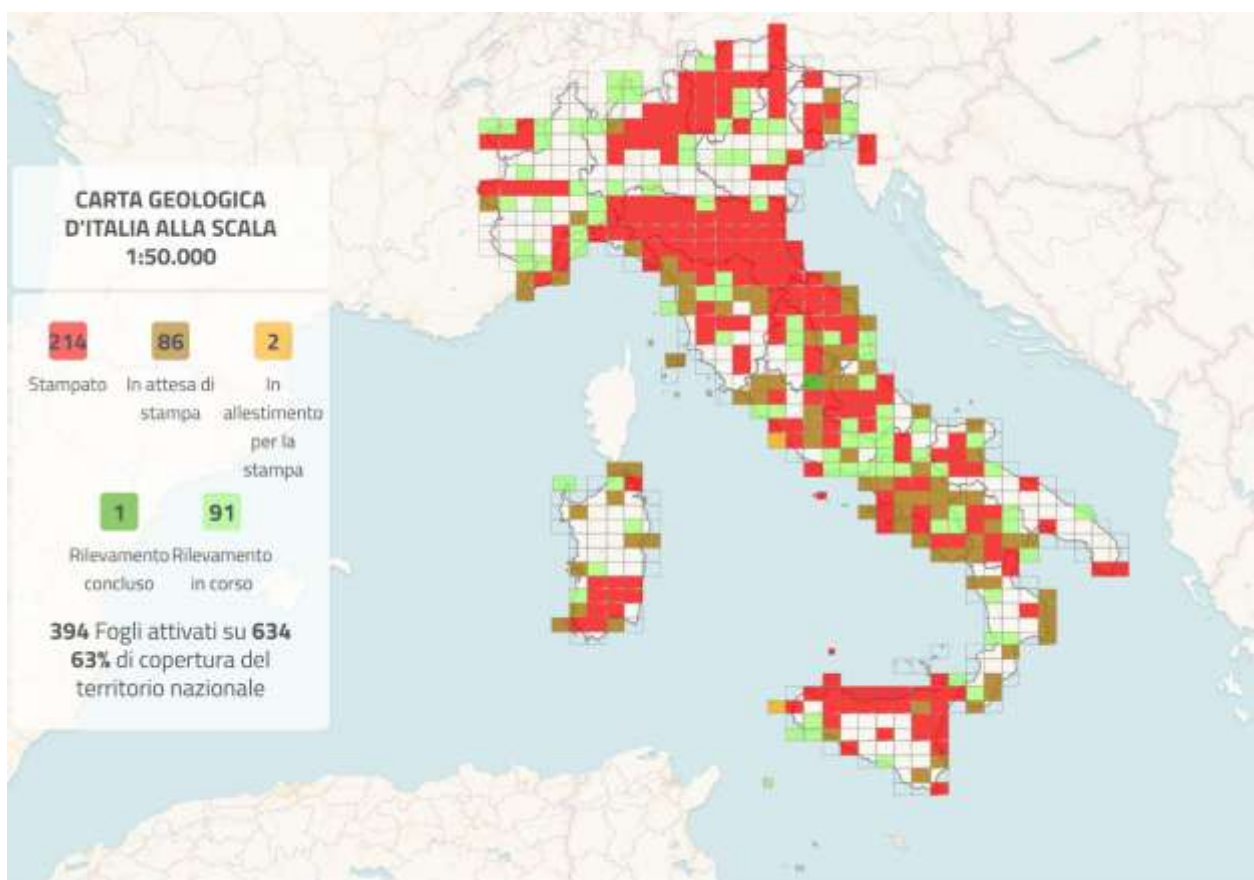 CARTA GEOLOGICA
D'ITALIA ALLA SCALA
1:50.000
214
Stampato
86
In attesa di
stampa
2
In
allestimento
per la
stampa
1
Rilevamento
concluso
91
Rilevamento
in corso
394 Fogli attivati su 634
63% di copertura del
territorio nazionale